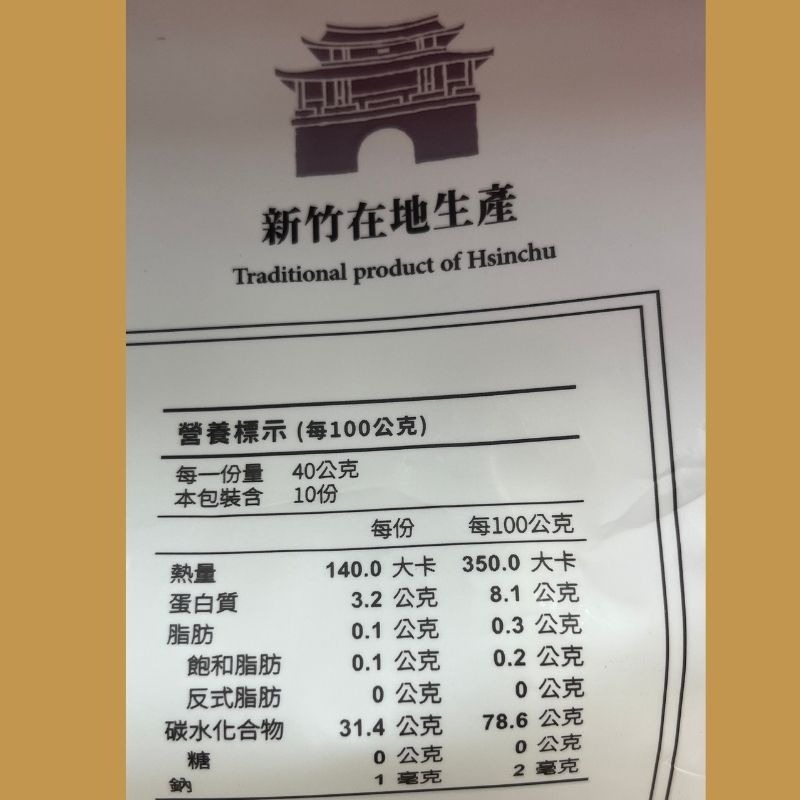 新竹在地生產
Traditional product of Hsinchu
營養標示 (每100公克)
每一份量 40公克
本包裝含 10份
每份 每100公克
熱量 140.0 大卡 350.0 大卡
蛋白質 3.2 公克 8.1 公克
脂肪 0.1 公克 0.3 公克
飽和脂肪 0.1 公克 0.2 公克
反式脂肪 0 公克 0 公克
碳水化合物 31.4 公克 78.6 公克
糖 0 公克 0 公克
鈉 1 毫克 2 毫克